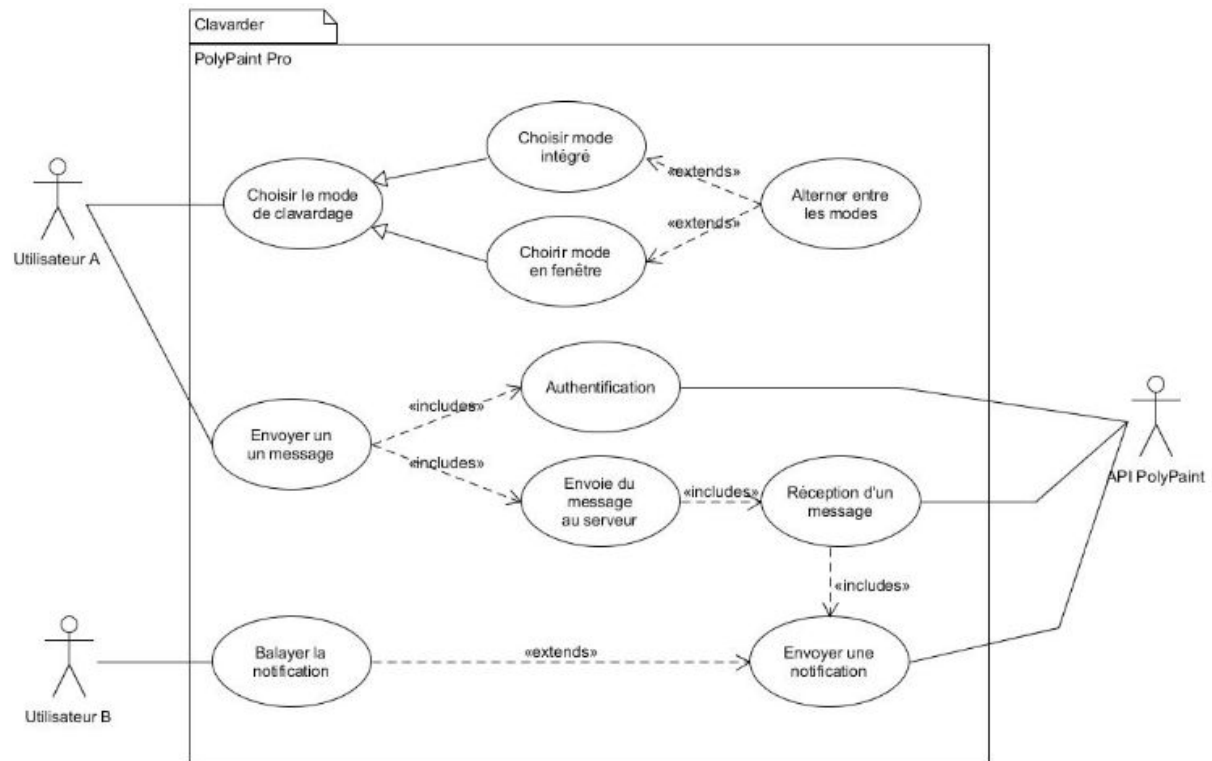 Clavarder
PolyPaint Pro
Choisir mode
intégré
«extends»
Choisir le mode
de clavardage
Alterner entre
les modes
«extends»
Utilisateur A
Choirir mode
en fenêtre
Authentification
«includes»
Envoyer un
un message
«includes»
Envoie du
message
au serveur
«includes»
Réception d'un
message
API PolyPaint
«includes»
Balayer la
notification
«extends»
Envoyer une
notification
Utilisateur B